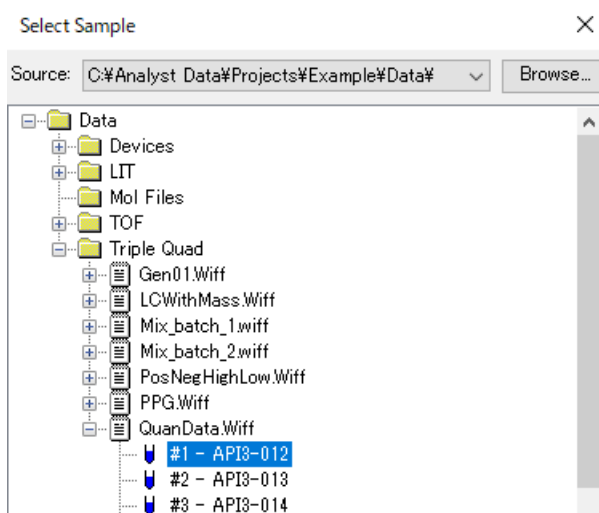 Select Sample
Source: C:¥Analyst Data¥Projects¥Example¥Data¥ Browse...
Data
Devices
LIT
Mol Files
TOF
Triple Quad
Gen01.Wiff
LCWithMass.Wiff
Mix_batch_1.wiff
Mix_batch_2.wiff
PosNegHighLow.Wiff
PPG.Wiff
QuanData.Wiff
#1 - API3-012
#2 - API3-013
#3 - API3-014